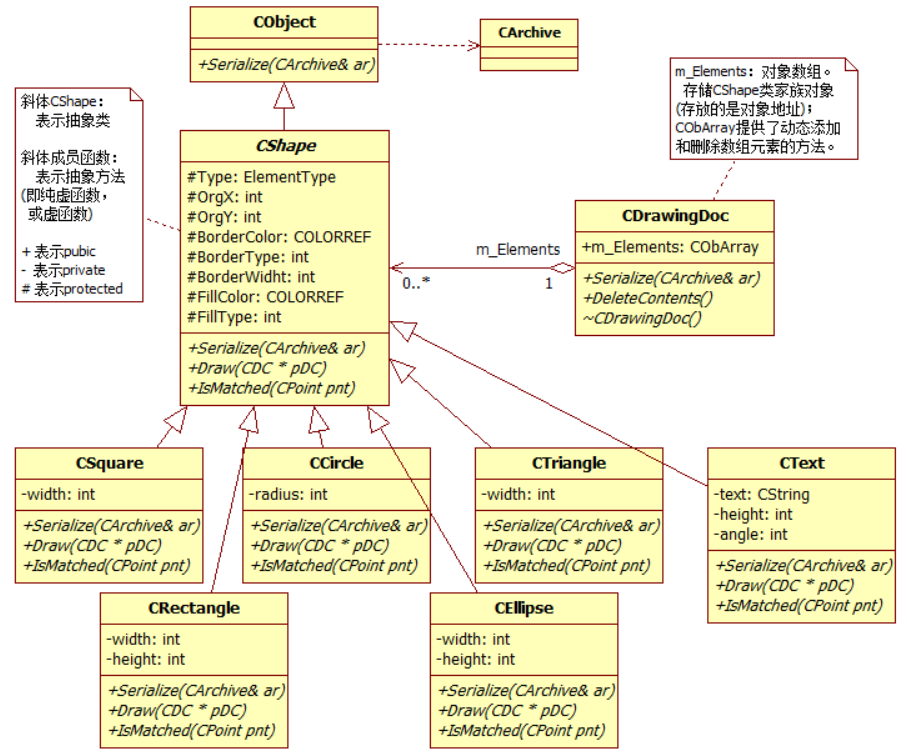 CObject
+Serialize(CArchive& ar)
CArchive
斜体CShape：
表示抽象类
斜体成员函数：
表示抽象方法
(即纯虚函数，
或虚函数)
+ 表示pubic
- 表示private
# 表示protected
m_Elements：对象数组。
存储CShape类家族对象
(存放的是对象地址)；
CObArray提供了动态添加
和删除数组元素的方法。
CShape
#Type: ElementType
#OrgX: int
#OrgY: int
#BorderColor: COLORREF
#BorderType: int
#BorderWidht: int
#FillColor: COLORREF
#FillType: int
+Serialize(CArchive& ar)
+Draw(CDC * pDC)
+IsMatched(CPoint pnt)
m_Elements
0..*
1
CDrawingDoc
+m_Elements: CObArray
+Serialize(CArchive& ar)
+DeleteContents()
~CDrawingDoc()
CSquare
-width: int
+Serialize(CArchive& ar)
+Draw(CDC * pDC)
+IsMatched(CPoint pnt)
CCircle
-radius: int
+Serialize(CArchive& ar)
+Draw(CDC * pDC)
+IsMatched(CPoint pnt)
CTriangle
-width: int
+Serialize(CArchive& ar)
+Draw(CDC * pDC)
+IsMatched(CPoint pnt)
CText
-text: CString
-height: int
-angle: int
+Serialize(CArchive& ar)
+Draw(CDC * pDC)
+IsMatched(CPoint pnt)
CRectangle
-width: int
-height: int
+Serialize(CArchive& ar)
+Draw(CDC * pDC)
+IsMatched(CPoint pnt)
CEllipse
-width: int
-height: int
+Serialize(CArchive& ar)
+Draw(CDC * pDC)
+IsMatched(CPoint pnt)